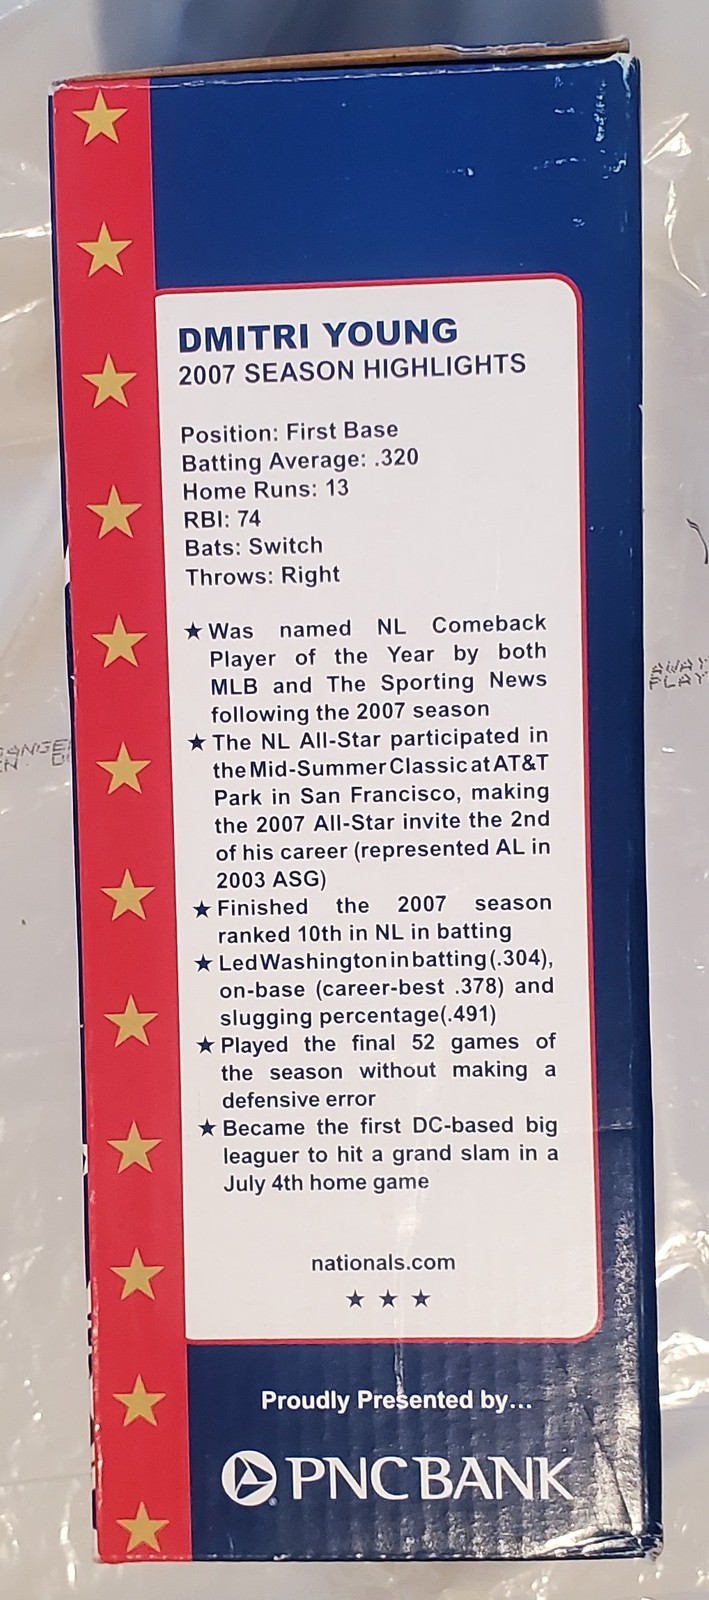 DMITRI YOUNG
2007 SEASON HIGHLIGHTS
Position: First Base
Batting Average: .320
Home Runs: 13
RBI: 74
Bats: Switch
Throws: Right
★ Was named NL Comeback
Player of the Year by both
MLB and The Sporting News
following the 2007 season
★ The NL All-Star participated in
the Mid-Summer Classic at AT&T
Park in San Francisco, making
the 2007 All-Star invite the 2nd
of his career (represented AL in
2003 ASG)
★ Finished the 2007 season
ranked 10th in NL in batting
★ Led Washington in batting (.304),
on-base (career-best .378) and
slugging percentage(.491)
★ Played the final 52 games of
the season without making a
defensive error
★ Became the first DC-based big
leaguer to hit a grand slam in a
July 4th home game
nationals.com
★ ★ ★
Proudly Presented by...
PNC BANK